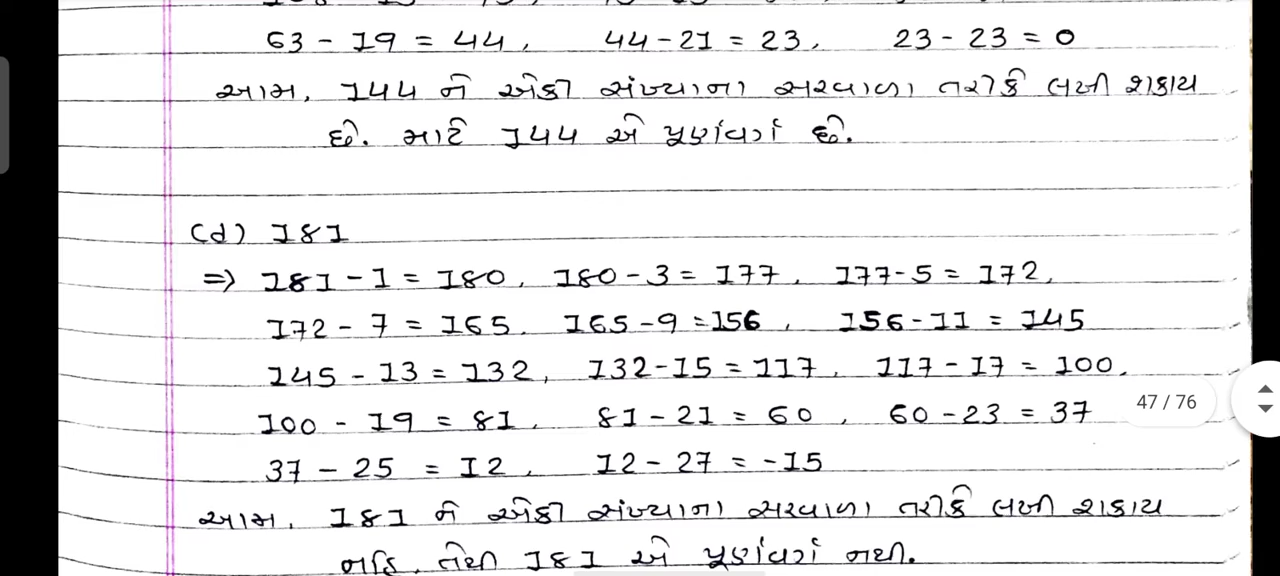 63 - 19 = 44, 44 - 21 = 23, 23 - 23 = 0
આમ, 144 ને એકી સંખ્યાના સરવાળા તરીકે લખી શકાય
છે. માટે 144 એ પૂર્ણવર્ગ છે.
(d) 181
=> 181 - 1 = 180, 180 - 3 = 177, 177 - 5 = 172,
172 - 7 = 165, 165 - 9 = 156, 156 - 11 = 145
145 - 13 = 132, 132 - 15 = 117, 117 - 17 = 100,
100 - 19 = 81, 81 - 21 = 60, 60 - 23 = 37
47 / 76
37 - 25 = 12, 12 - 27 = -15
આમ, 181 ને એકી સંખ્યાના સરવાળા તરીકે લખી શકાય
નહિ, તેથી 181 એ પૂર્ણવર્ગ નથી.